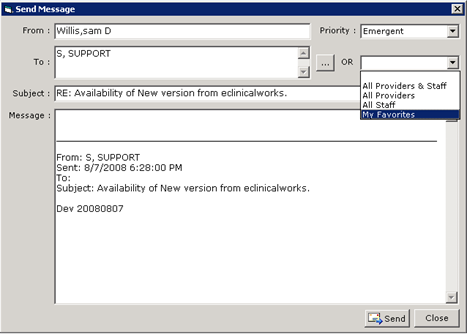 Send Message
From : Willis,sam D Priority : Emergent
To : S, SUPPORT ... OR
All Providers & Staff
All Providers
All Staff
My Favorites
Subject : RE: Availability of New version from eclinicalworks.
Message :
From: S, SUPPORT
Sent: 8/7/2008 6:28:00 PM
To:
Subject: Availability of New version from eclinicalworks.
Dev 20080807
Send Close